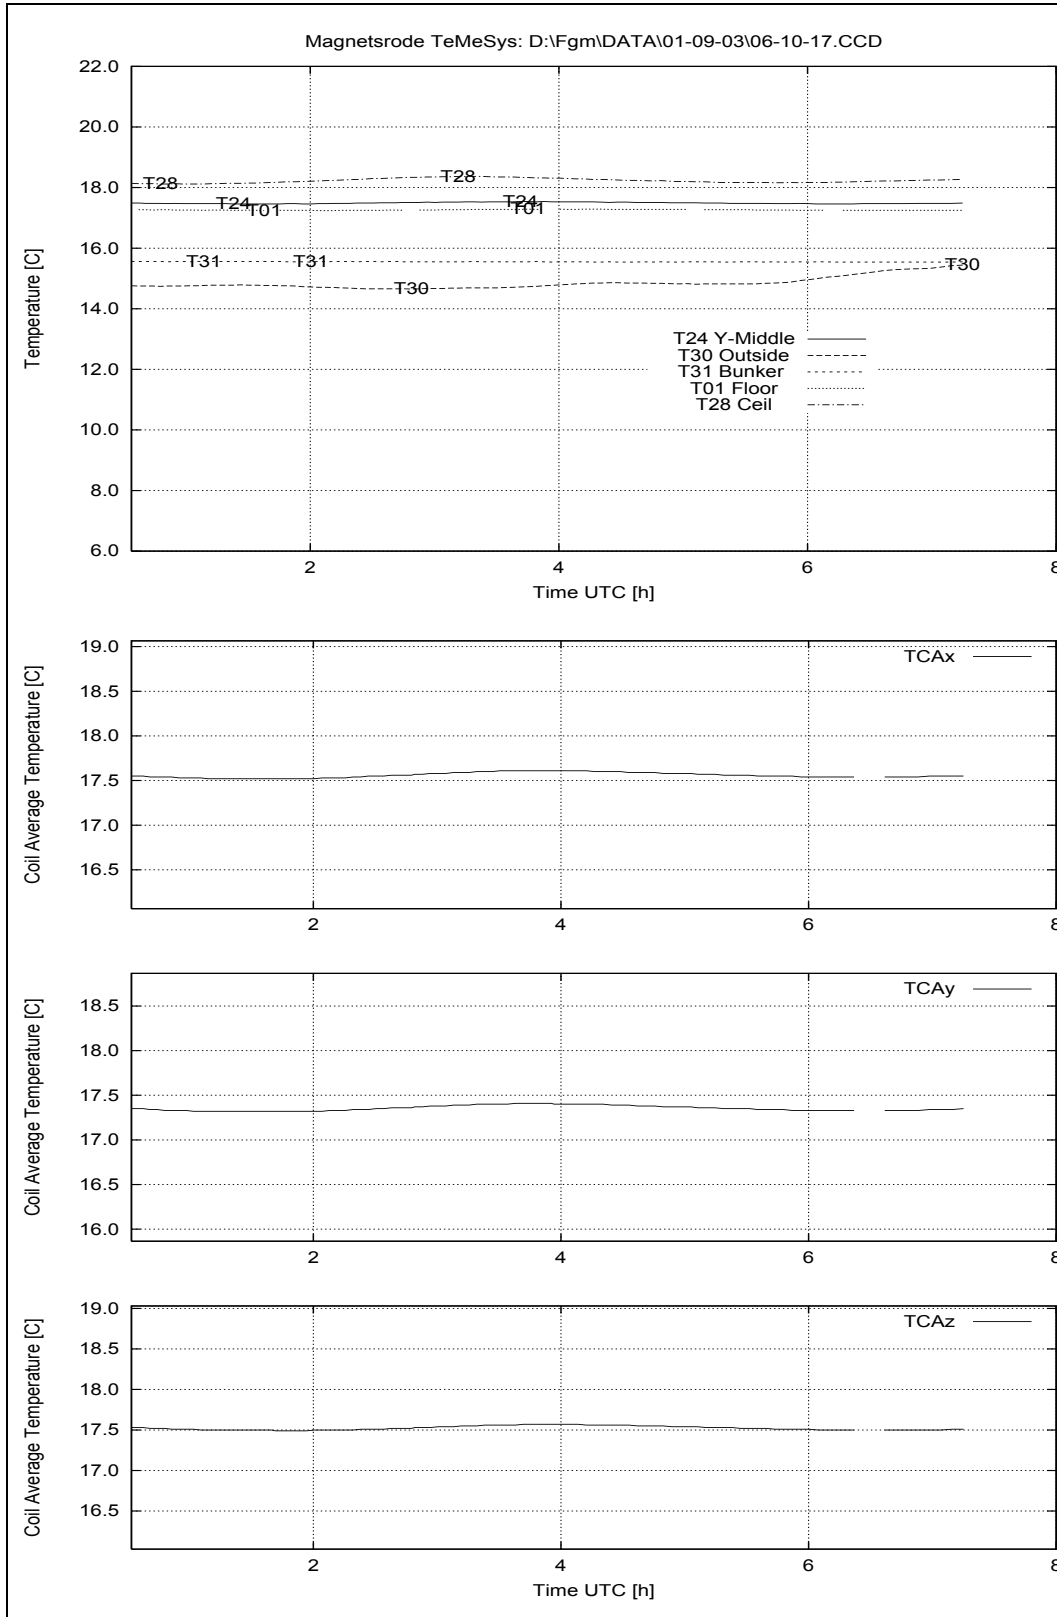 Magnetsrode TeMeSys: D:\Fgm\DATA\01-09-03\06-10-17.CCD
22.0
20.0
18.0
16.0
14.0
12.0
10.0
8.0
6.0
Temperature [C]
T28
T28
T24
T24
T01
T01
T31
T31
T30
T30
T24 Y-Middle
T30 Outside
T31 Bunker
T01 Floor
T28 Ceil
2 4 6 8
Time UTC [h]
19.0
18.5
18.0
17.5
17.0
16.5
Coil Average Temperature [C]
TCAx
2 4 6 8
18.5
18.0
17.5
17.0
16.5
16.0
Coil Average Temperature [C]
TCAy
2 4 6 8
19.0
18.5
18.0
17.5
17.0
16.5
Coil Average Temperature [C]
TCAz
2 4 6 8
Time UTC [h]